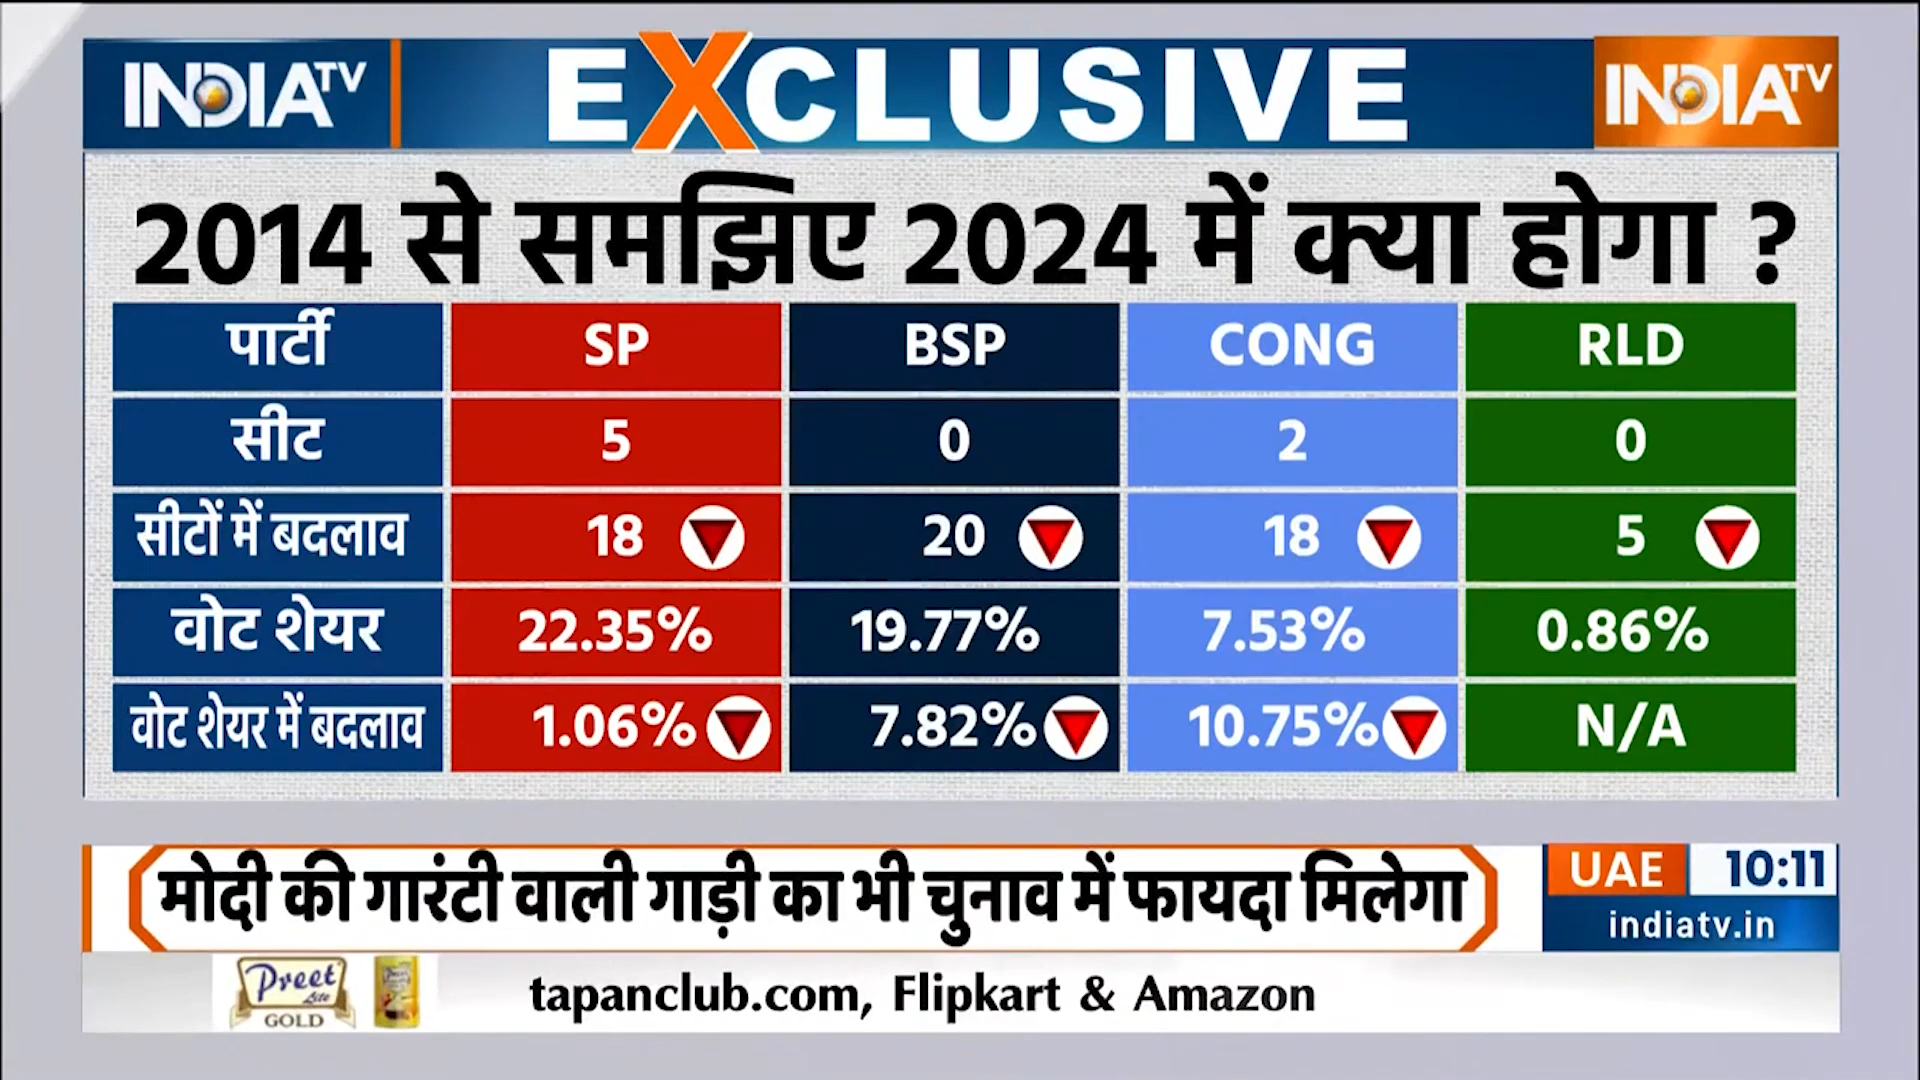 INDIA TV
EXCLUSIVE
INDIA TV
2014 से समझिए 2024 में क्या होगा ?
पार्टी SP BSP CONG RLD
सीट 5 0 2 0
सीटों में बदलाव 18 20 18 5
वोट शेयर 22.35% 19.77% 7.53% 0.86%
वोट शेयर में बदलाव 1.06% 7.82% 10.75% N/A
मोदी की गारंटी वाली गाड़ी का भी चुनाव में फायदा मिलेगा
UAE 10:11
indiatv.in
Preet
Lite
GOLD
tapanclub.com, Flipkart & Amazon